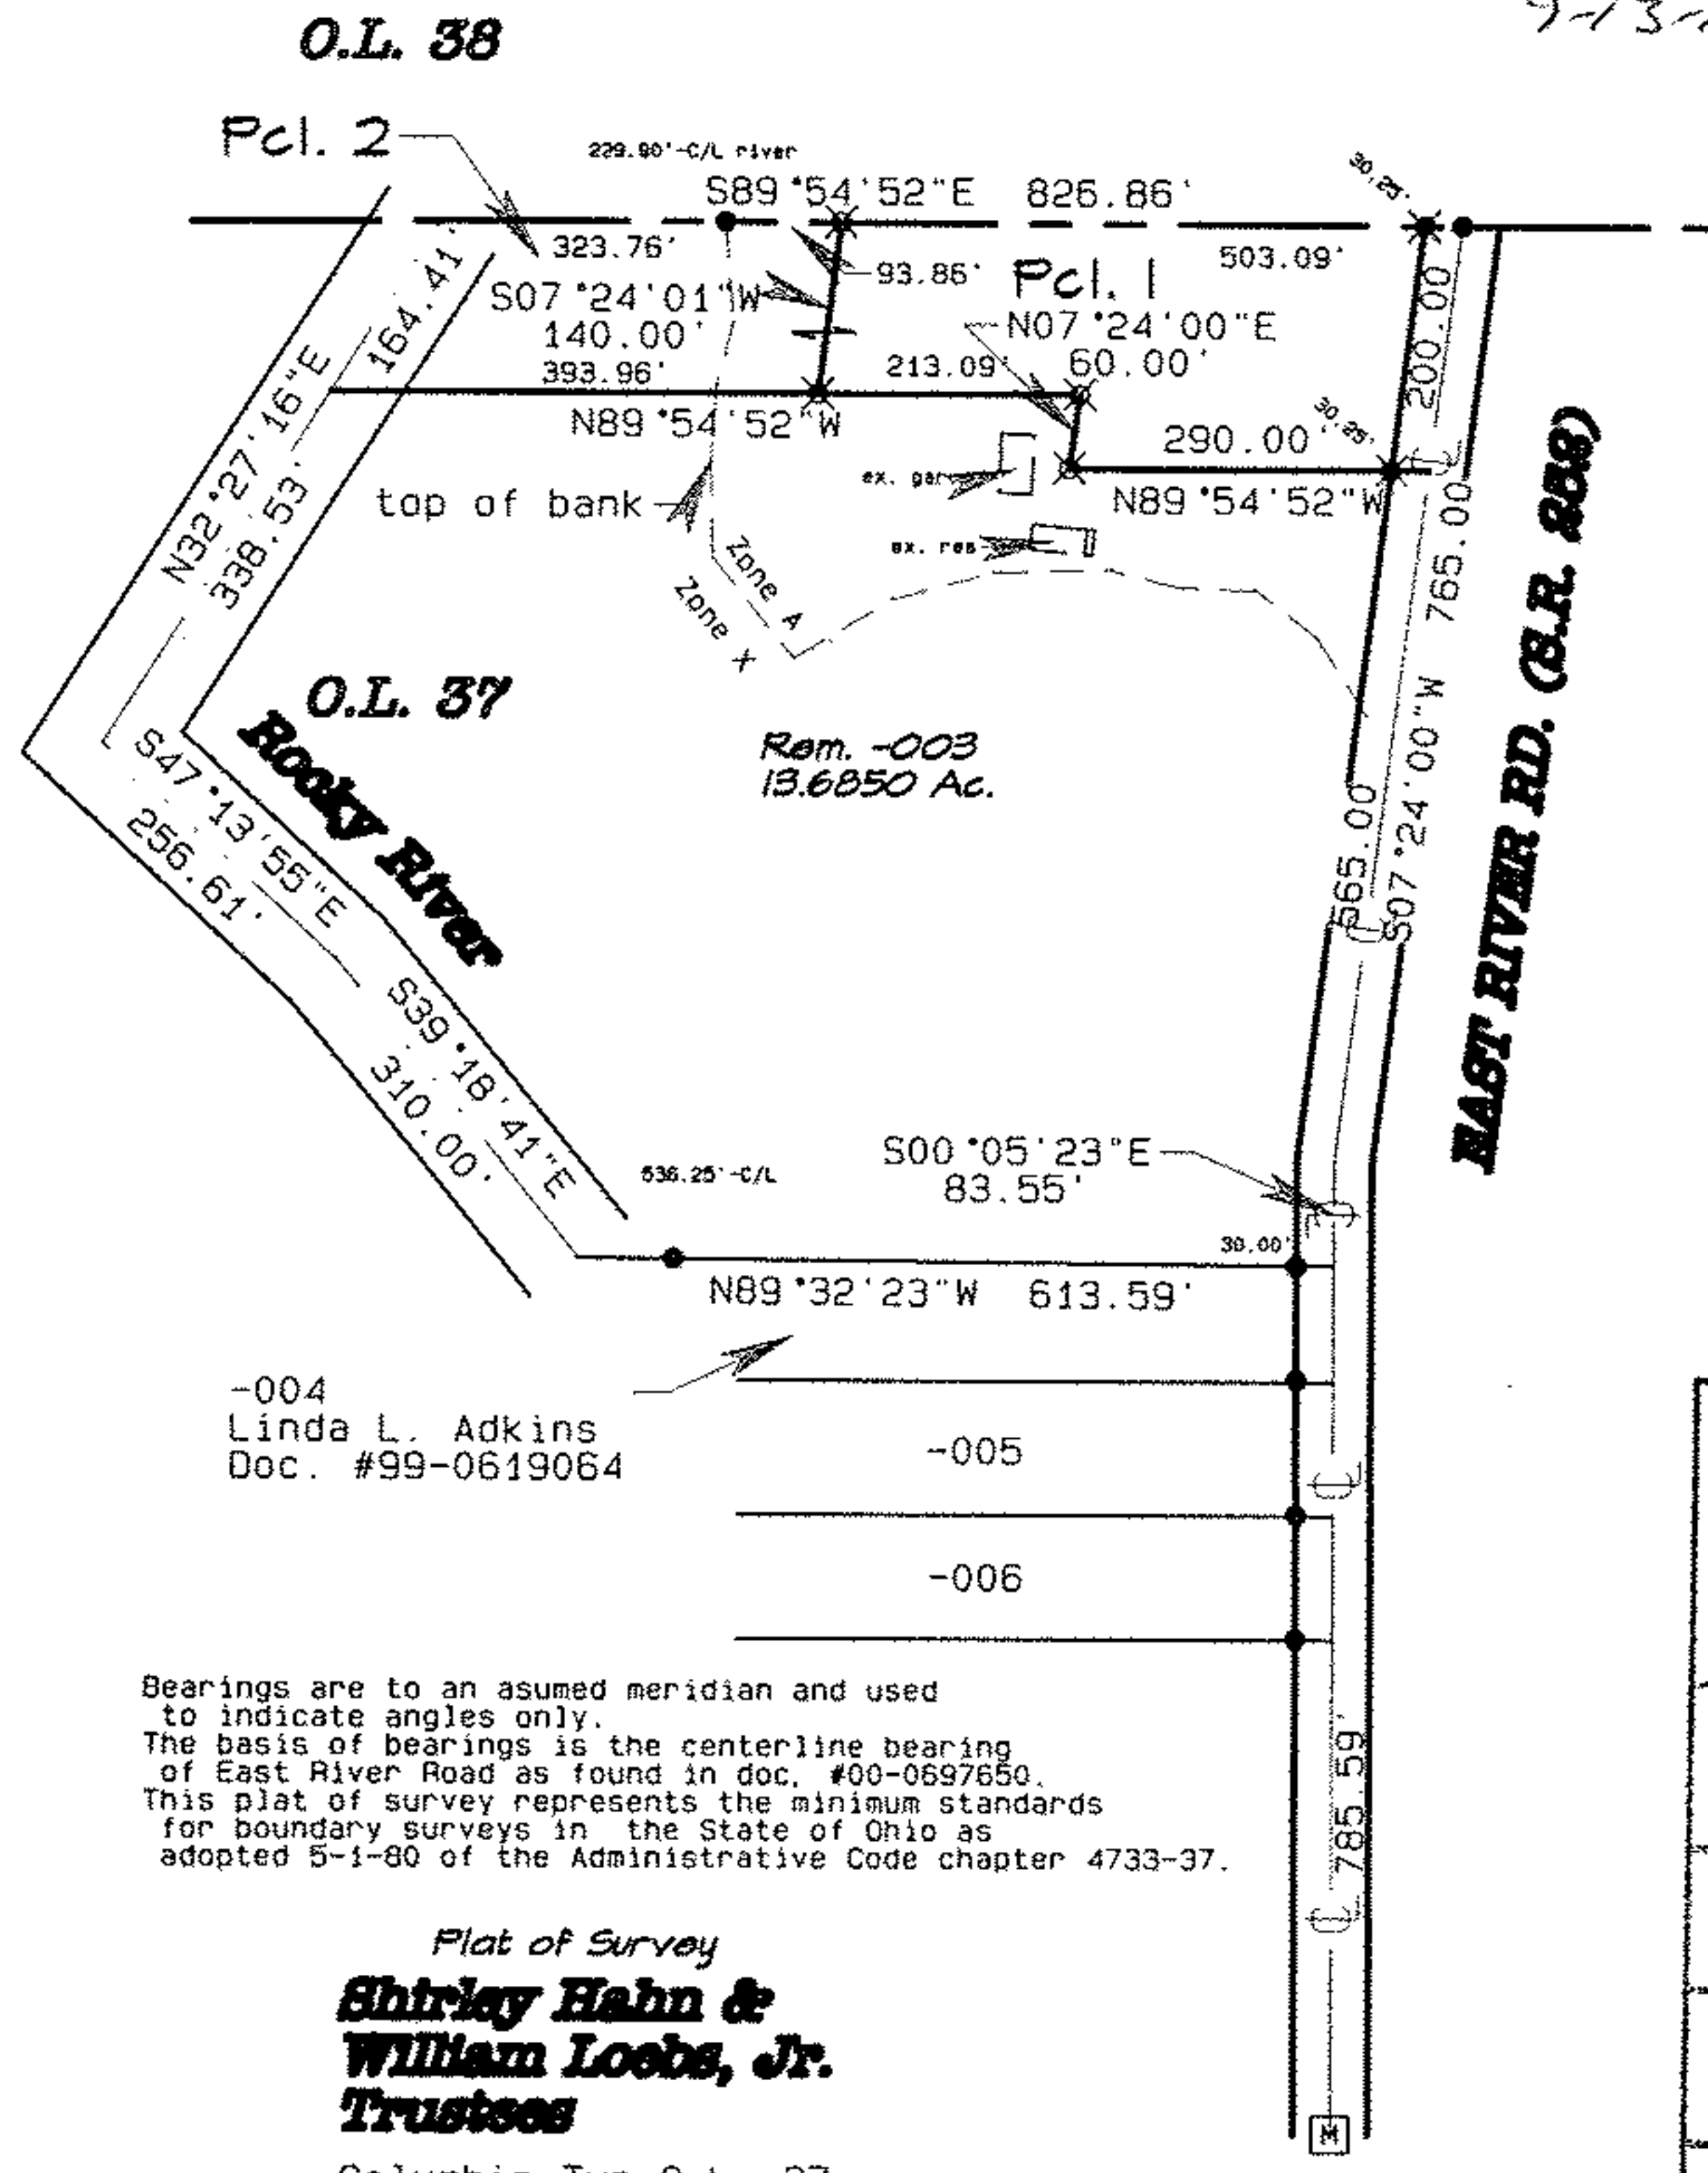 O.L. 38
Pcl. 2
229.90'-C/L river
S89°54'52"E 826.86'
30.25'
323.76'
93.86'
Pcl. 1
503.09'
S07°24'01"W
140.00'
N07°24'00"E
60.00'
200.00
164.41'
393.96'
213.09'
N89°54'52"W
30.25'
290.00'
N89°54'52"W
N32°27'16"E
338.53'
top of bank
ex. gar
ex. res
Zone A
Zone X
765.00
EAST RIVER RD. (S.R. 252)
O.L. 37
Rocky River
Rem. -003
13.6850 Ac.
S47°13'55"E
256.61'
565.00
S07°24'00"W
S39°18'41"E
310.00'
536.25'-C/L
S00°05'23"E
83.55'
30.00'
N89°32'23"W 613.59'
-004
Linda L. Adkins
Doc. #99-0619064
-005
-006
Bearings are to an asumed meridian and used
to indicate angles only.
The basis of bearings is the centerline bearing
of East River Road as found in doc. #00-0697650.
This plat of survey represents the minimum standards
for boundary surveys in the State of Ohio as
adopted 5-1-80 of the Administrative Code chapter 4733-37.
785.59'
Plat of Survey
Shirley Hahn &
William Loebs, Jr.
Trustees
M